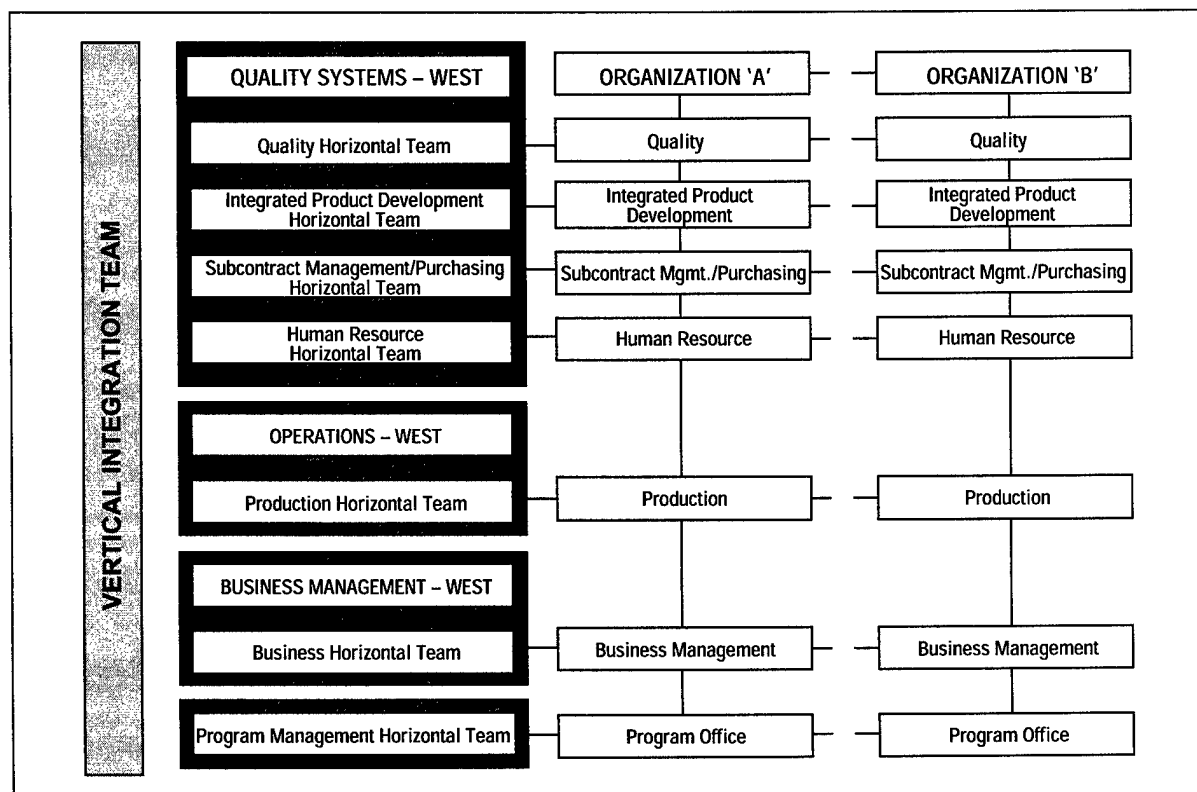 VERTICAL INTEGRATION TEAM
QUALITY SYSTEMS – WEST
ORGANIZATION ‘A’
ORGANIZATION ‘B’
Quality Horizontal Team
Quality
Quality
Integrated Product Development
Horizontal Team
Integrated Product
Development
Integrated Product
Development
Subcontract Management/Purchasing
Horizontal Team
Subcontract Mgmt./Purchasing
Subcontract Mgmt./Purchasing
Human Resource
Horizontal Team
Human Resource
Human Resource
OPERATIONS – WEST
Production Horizontal Team
Production
Production
BUSINESS MANAGEMENT – WEST
Business Horizontal Team
Business Management
Business Management
Program Management Horizontal Team
Program Office
Program Office